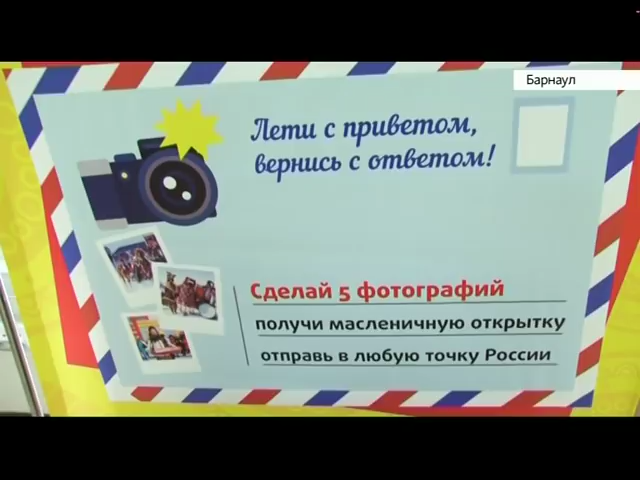 Барнаул
Лети с приветом,
вернись с ответом!
Сделай 5 фотографий
получи масленичную открытку
отправь в любую точку России